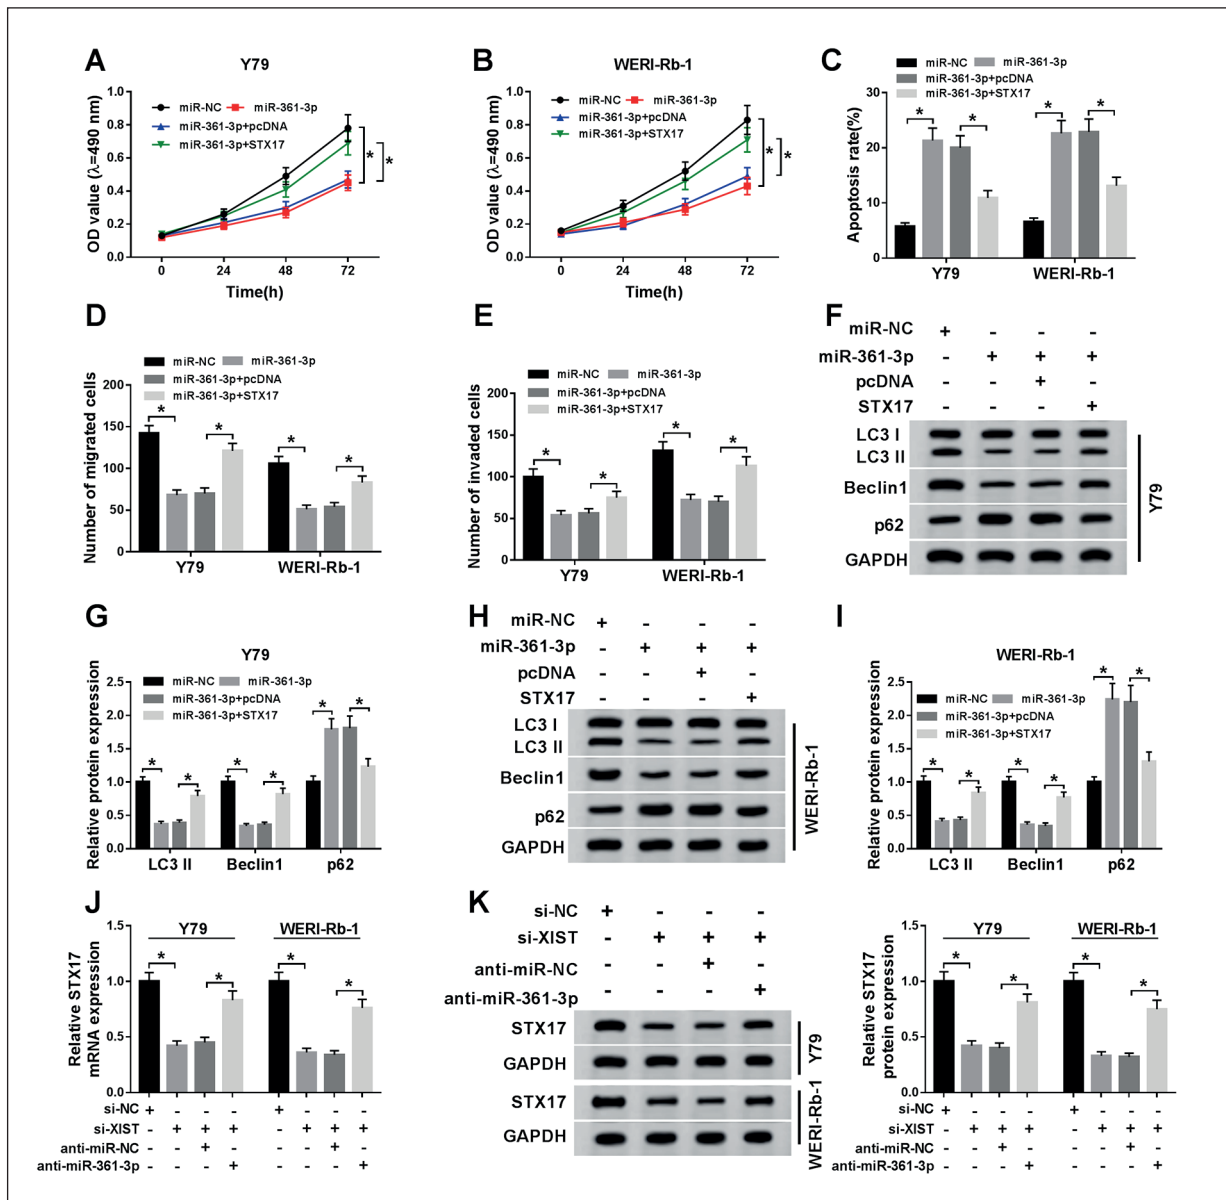 A
Y79
miR-NC miR-361-3p
miR-361-3p+pcDNA
miR-361-3p+STX17
OD value (λ=490 nm)
1.0
0.8
0.6
0.4
0.2
0.0
0 24 48 72
Time(h)
* *
B
WERI-Rb-1
miR-NC miR-361-3p
miR-361-3p+pcDNA
miR-361-3p+STX17
OD value (λ=490 nm)
1.0
0.8
0.6
0.4
0.2
0.0
0 24 48 72
Time(h)
* *
C
miR-NC miR-361-3p
miR-361-3p+pcDNA
miR-361-3p+STX17
Apoptosis rate(%)
30
20
10
0
* * * *
Y79 WERI-Rb-1
D
miR-NC miR-361-3p
miR-361-3p+pcDNA
miR-361-3p+STX17
Number of migrated cells
200
150
100
50
0
* * * *
Y79 WERI-Rb-1
E
miR-NC miR-361-3p
miR-361-3p+pcDNA
miR-361-3p+STX17
Number of invaded cells
200
150
100
50
0
* * * *
Y79 WERI-Rb-1
F
miR-NC + - - -
miR-361-3p - + + +
pcDNA - - + -
STX17 - - - +
LC3 I
LC3 II
Beclin1
p62
GAPDH
Y79
G
Y79
miR-NC miR-361-3p
miR-361-3p+pcDNA
miR-361-3p+STX17
Relative protein expression
2.5
2.0
1.5
1.0
0.5
0.0
* * * * * *
LC3 II Beclin1 p62
H
miR-NC + - - -
miR-361-3p - + + +
pcDNA - - + -
STX17 - - - +
LC3 I
LC3 II
Beclin1
p62
GAPDH
WERI-Rb-1
I
WERI-Rb-1
miR-NC miR-361-3p
miR-361-3p+pcDNA
miR-361-3p+STX17
Relative protein expression
2.5
2.0
1.5
1.0
0.5
0.0
* * * * * *
LC3 II Beclin1 p62
J
Y79 WERI-Rb-1
Relative STX17
mRNA expression
1.5
1.0
0.5
0.0
* * * *
si-NC + - - - + - - -
si-XIST - + + + - + + +
anti-miR-NC - - + - - - + -
anti-miR-361-3p - - - + - - - +
K
si-NC + - - -
si-XIST - + + +
anti-miR-NC - - + -
anti-miR-361-3p - - - +
STX17
GAPDH
Y79
STX17
GAPDH
WERI-Rb-1
Y79 WERI-Rb-1
Relative STX17
protein expression
1.5
1.0
0.5
0.0
* * * *
si-NC + - - - + - - -
si-XIST - + + + - + + +
anti-miR-NC - - + - - - + -
anti-miR-361-3p - - - + - - - +